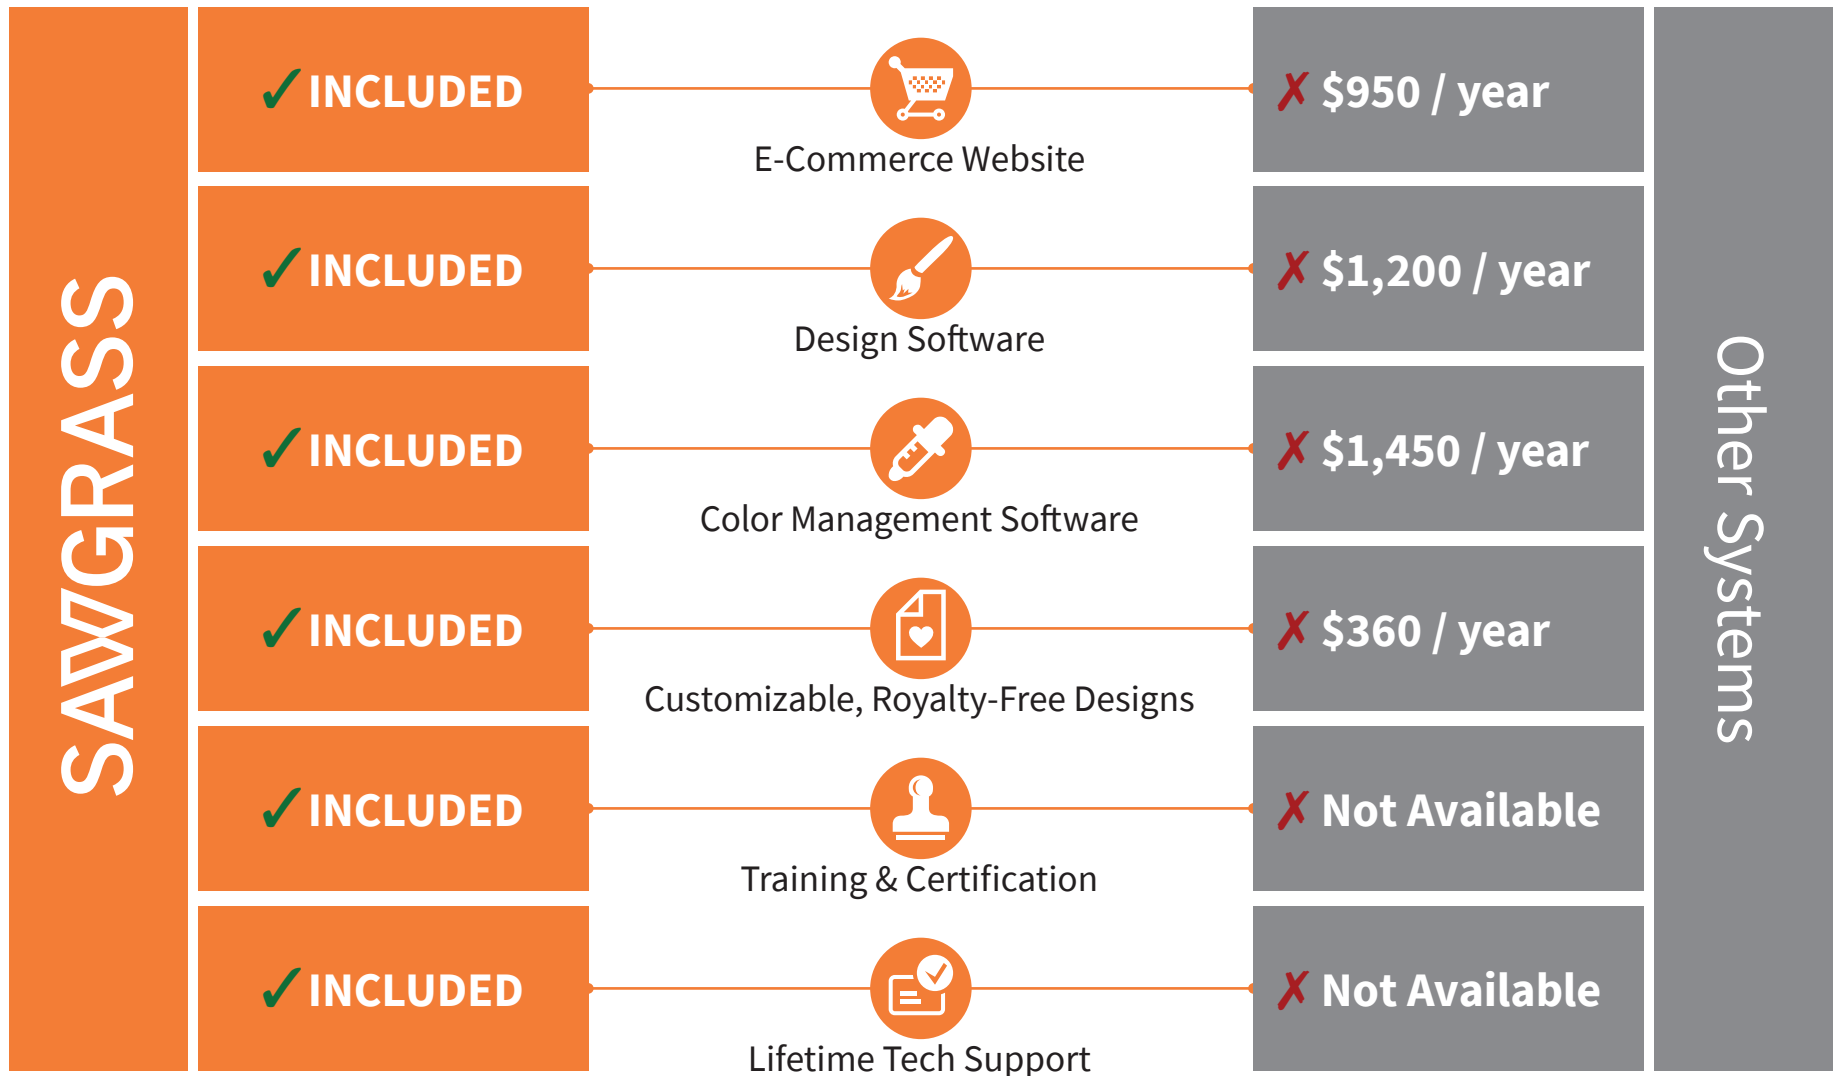 SAWGRASS
✓ INCLUDED
E-Commerce Website
✗ $950 / year
✓ INCLUDED
Design Software
✗ $1,200 / year
✓ INCLUDED
Color Management Software
✗ $1,450 / year
✓ INCLUDED
Customizable, Royalty-Free Designs
✗ $360 / year
✓ INCLUDED
Training & Certification
✗ Not Available
✓ INCLUDED
Lifetime Tech Support
✗ Not Available
Other Systems